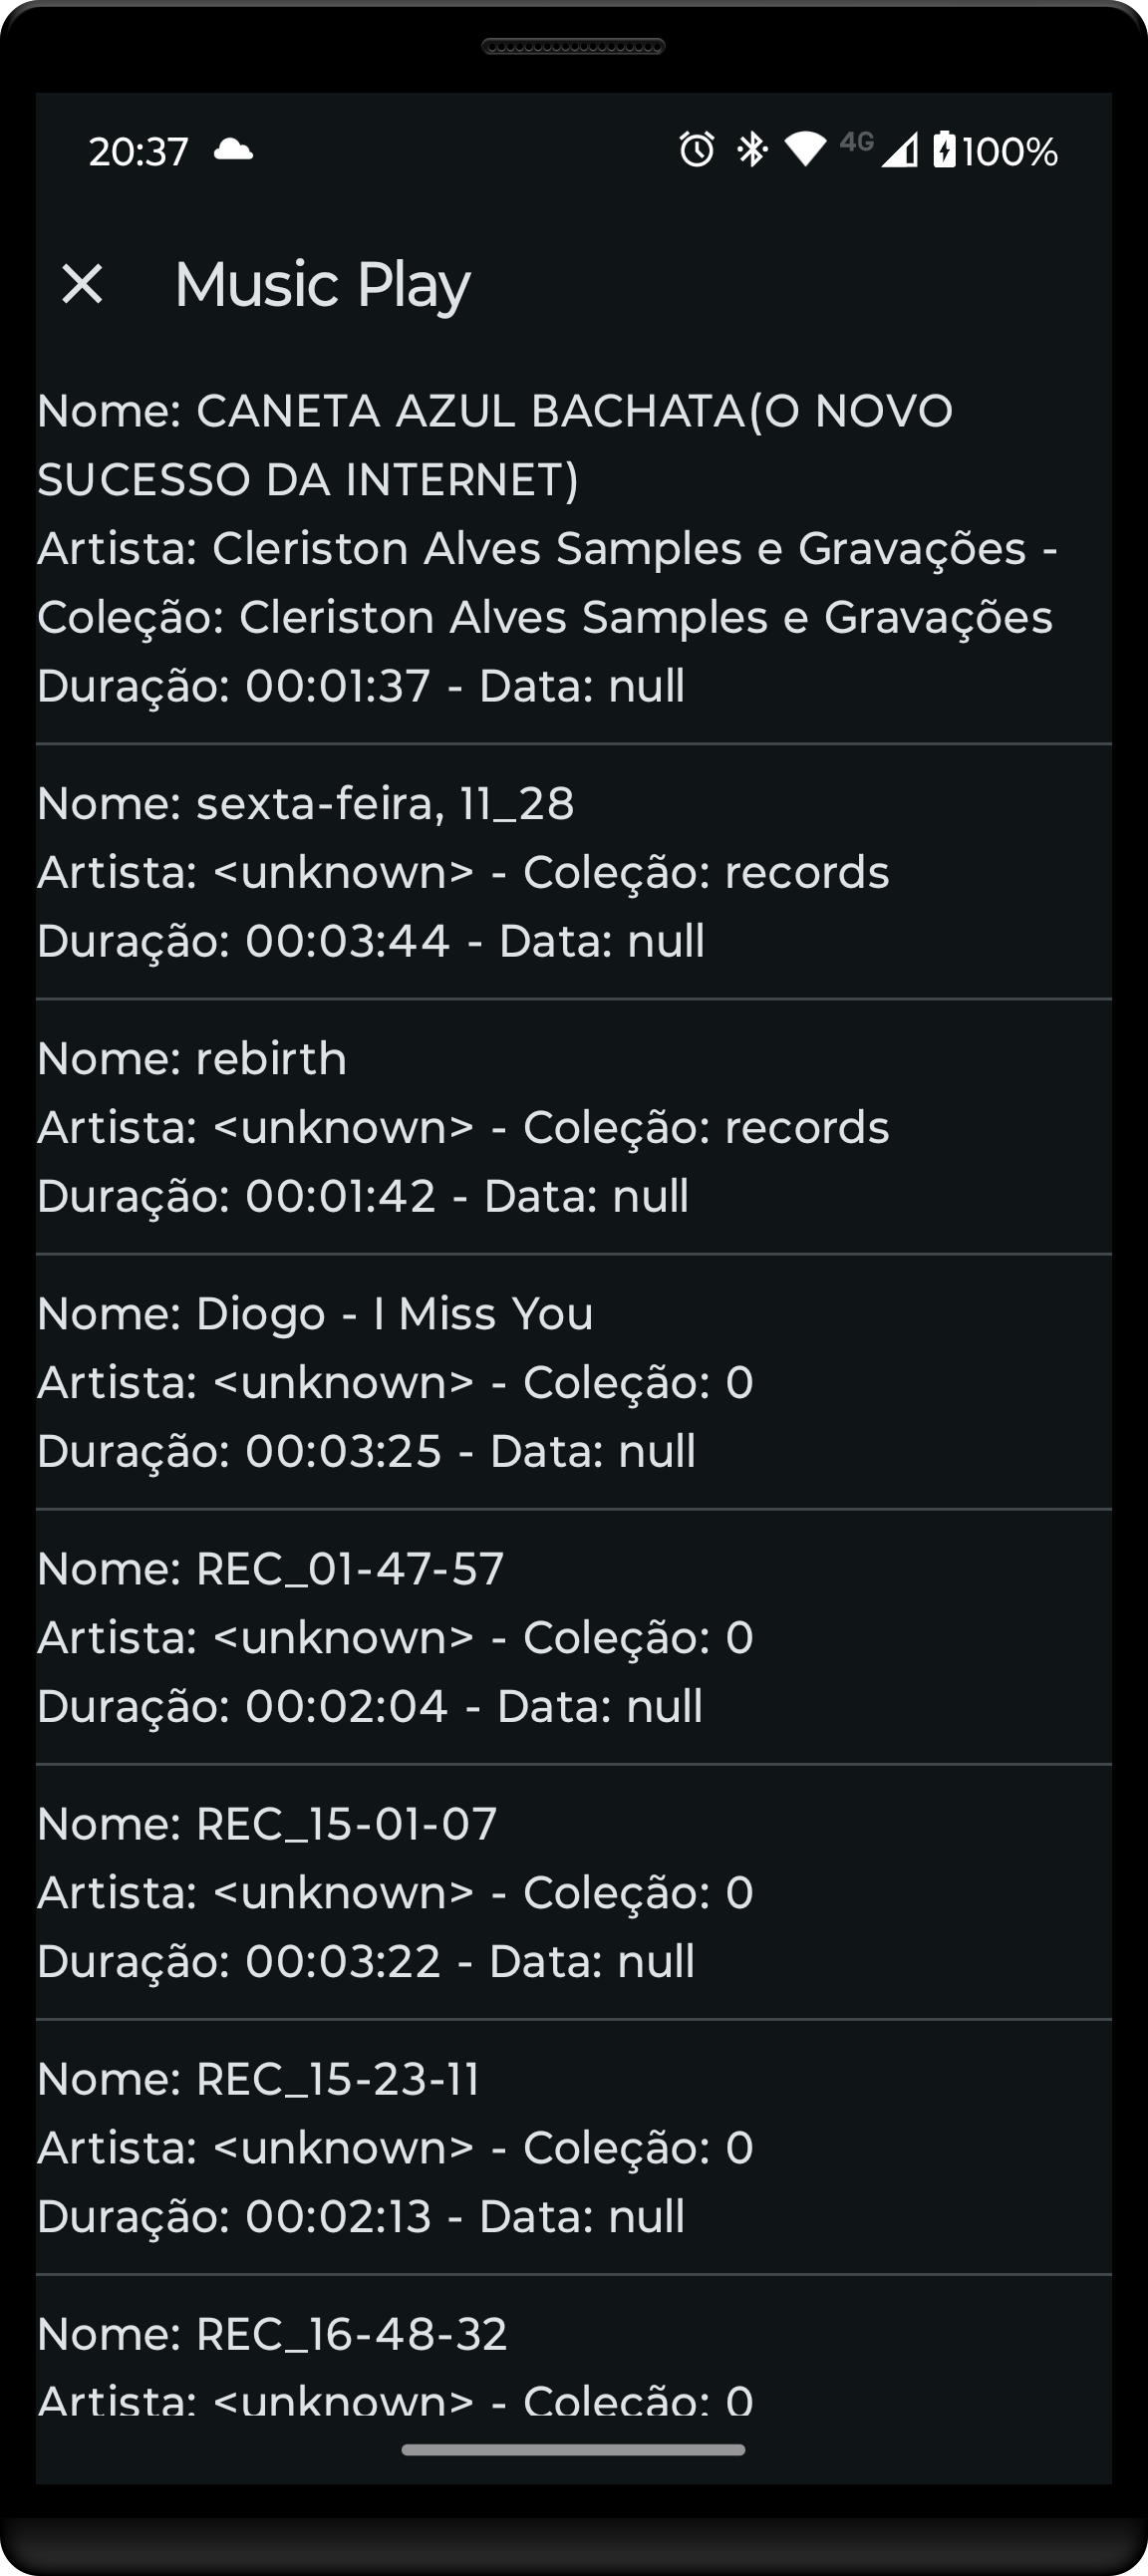 20:37 4G 100%
Music Play
Nome: CANETA AZUL BACHATA(O NOVO
SUCESSO DA INTERNET)
Artista: Cleriston Alves Samples e Gravações -
Coleção: Cleriston Alves Samples e Gravações
Duração: 00:01:37 - Data: null
Nome: sexta-feira, 11_28
Artista: <unknown> - Coleção: records
Duração: 00:03:44 - Data: null
Nome: rebirth
Artista: <unknown> - Coleção: records
Duração: 00:01:42 - Data: null
Nome: Diogo - I Miss You
Artista: <unknown> - Coleção: 0
Duração: 00:03:25 - Data: null
Nome: REC_01-47-57
Artista: <unknown> - Coleção: 0
Duração: 00:02:04 - Data: null
Nome: REC_15-01-07
Artista: <unknown> - Coleção: 0
Duração: 00:03:22 - Data: null
Nome: REC_15-23-11
Artista: <unknown> - Coleção: 0
Duração: 00:02:13 - Data: null
Nome: REC_16-48-32
Artista: <unknown> - Coleção: 0